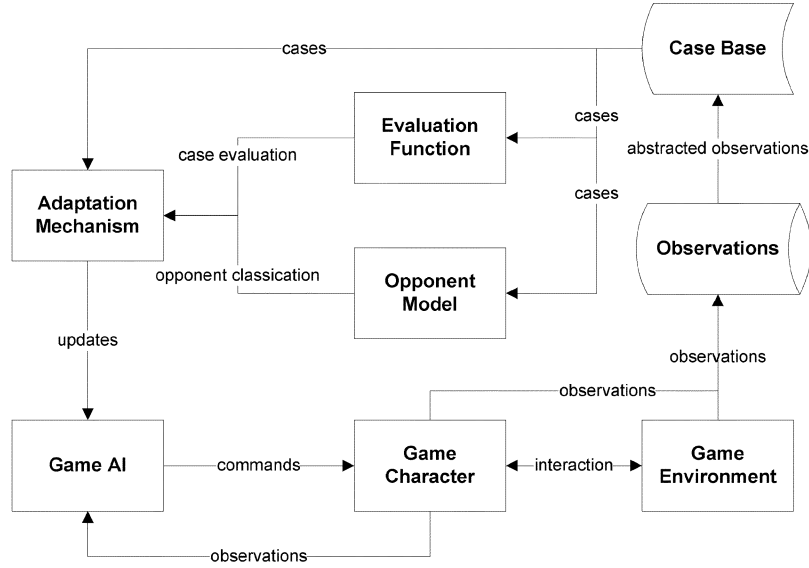 cases
Case Base
Evaluation
Function
cases
case evaluation
abstracted observations
Adaptation
Mechanism
cases
Observations
opponent classication
Opponent
Model
updates
observations
observations
Game AI
commands
Game
Character
interaction
Game
Environment
observations